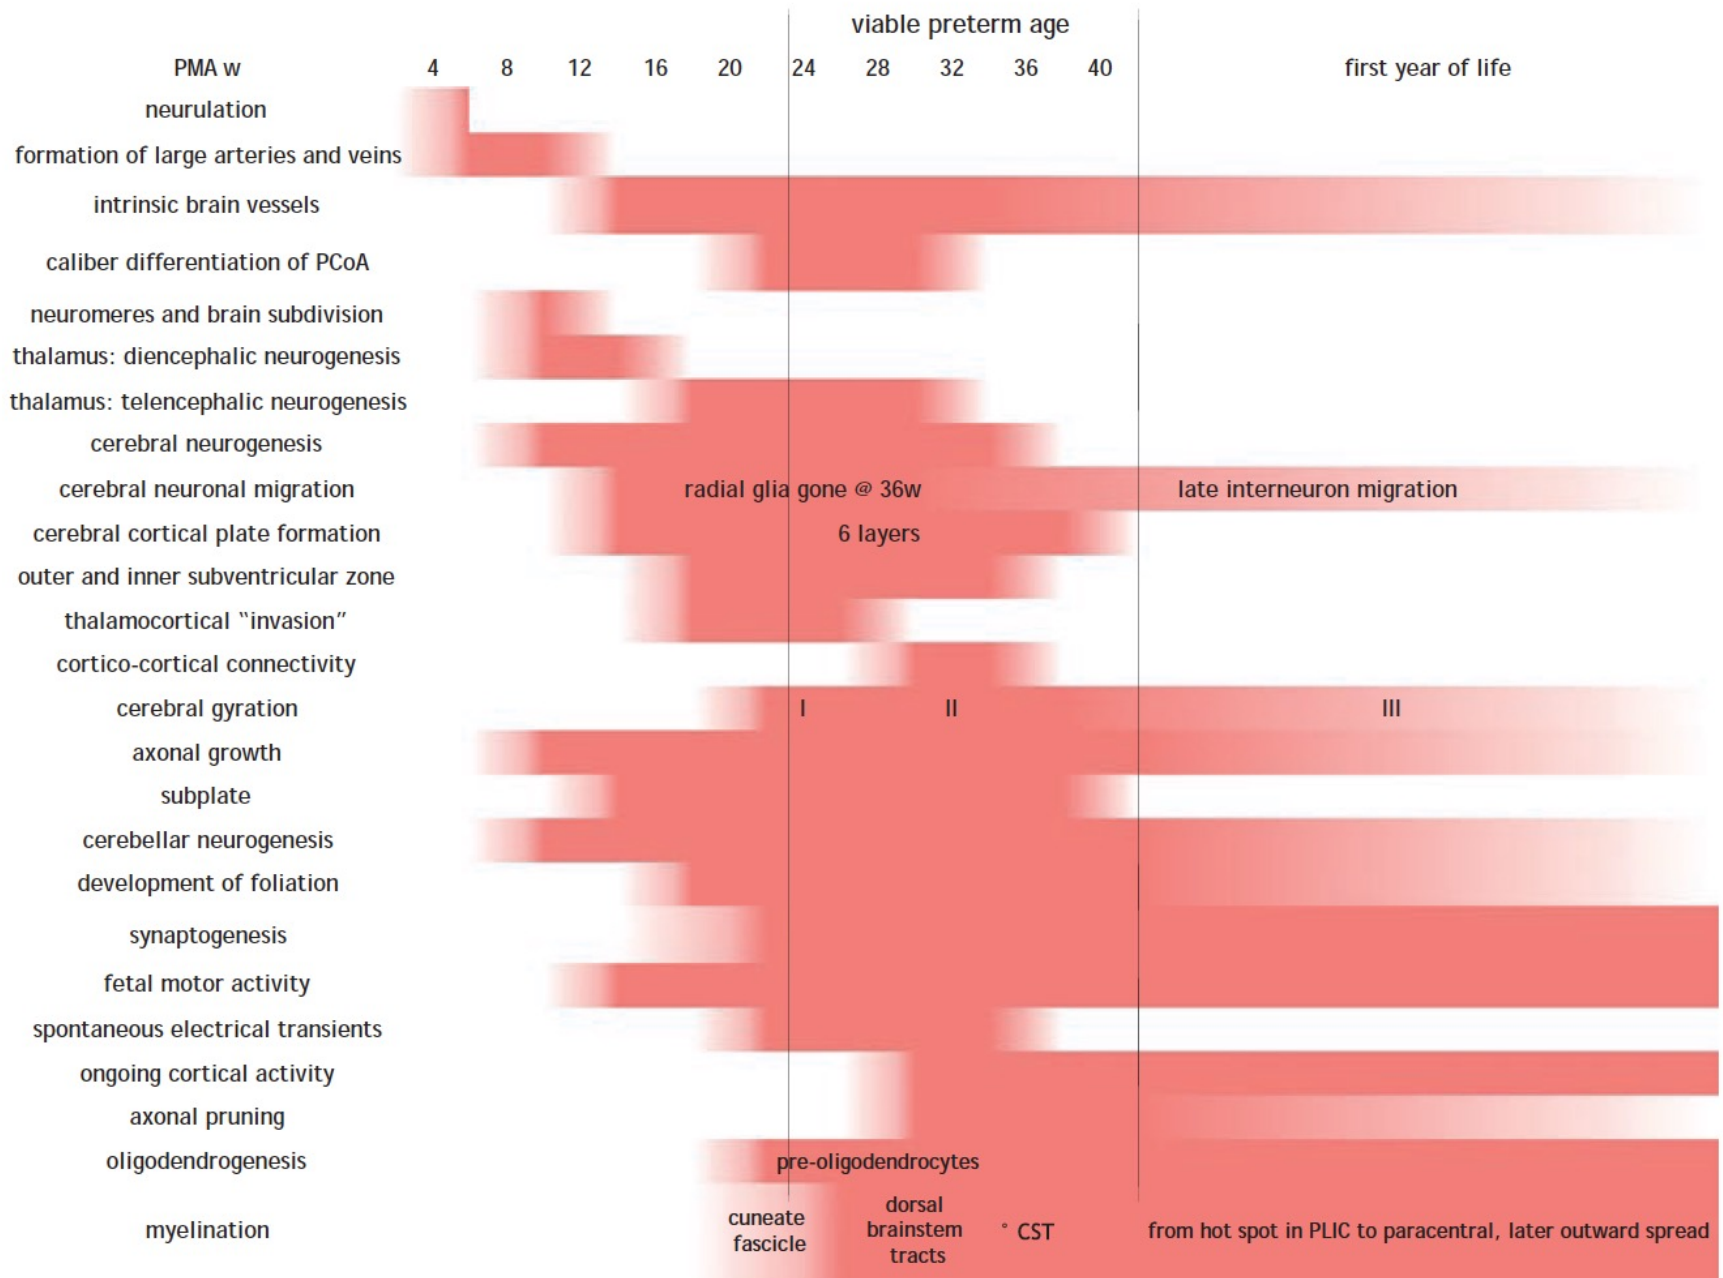 viable preterm age
PMA w 4 8 12 16 20 24 28 32 36 40 first year of life
neurulation
formation of large arteries and veins
intrinsic brain vessels
caliber differentiation of PCoA
neuromeres and brain subdivision
thalamus: diencephalic neurogenesis
thalamus: telencephalic neurogenesis
cerebral neurogenesis
cerebral neuronal migration radial glia gone @ 36w late interneuron migration
cerebral cortical plate formation 6 layers
outer and inner subventricular zone
thalamocortical “invasion”
cortico-cortical connectivity
cerebral gyration I II III
axonal growth
subplate
cerebellar neurogenesis
development of foliation
synaptogenesis
fetal motor activity
spontaneous electrical transients
ongoing cortical activity
axonal pruning
oligodendrogenesis pre-oligodendrocytes
myelination
cuneate
fascicle
dorsal
brainstem
tracts
° CST
from hot spot in PLIC to paracentral, later outward spread